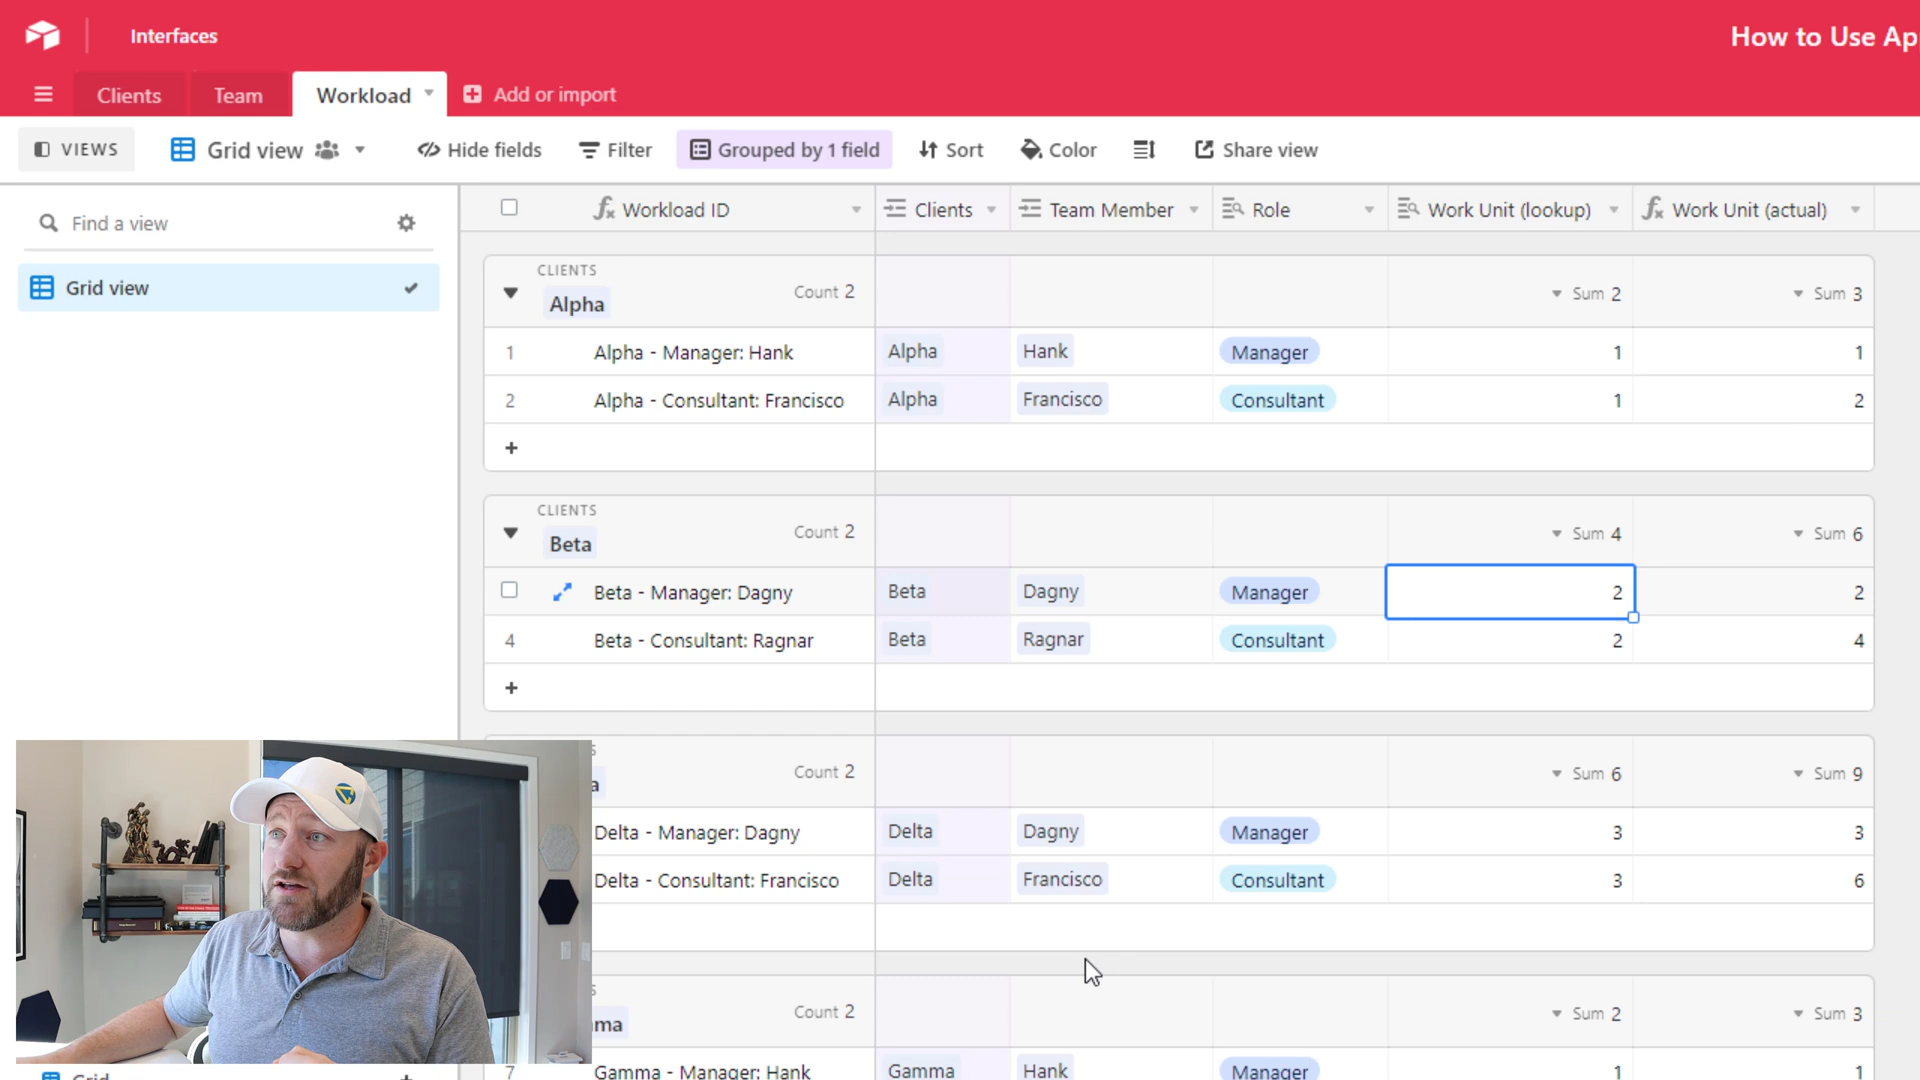 Interfaces
How to Use Ap
Clients
Team
Workload
Add or import
VIEWS
Grid view
Hide fields
Filter
Grouped by 1 field
Sort
Color
Share view
Find a view
Grid view
Workload ID
Clients
Team Member
Role
Work Unit (lookup)
Work Unit (actual)
CLIENTS
Alpha
Count 2
Sum 2
Sum 3
1 Alpha - Manager: Hank Alpha Hank Manager 1 1
2 Alpha - Consultant: Francisco Alpha Francisco Consultant 1 2
+
CLIENTS
Beta
Count 2
Sum 4
Sum 6
Beta - Manager: Dagny Beta Dagny Manager 2 2
4 Beta - Consultant: Ragnar Beta Ragnar Consultant 2 4
+
S
a
Count 2
Sum 6
Sum 9
Delta - Manager: Dagny Delta Dagny Manager 3 3
Delta - Consultant: Francisco Delta Francisco Consultant 3 6
S
ma
Count 2
Sum 2
Sum 3
7 Gamma - Manager: Hank Gamma Hank Manager 1 1
Grid
+